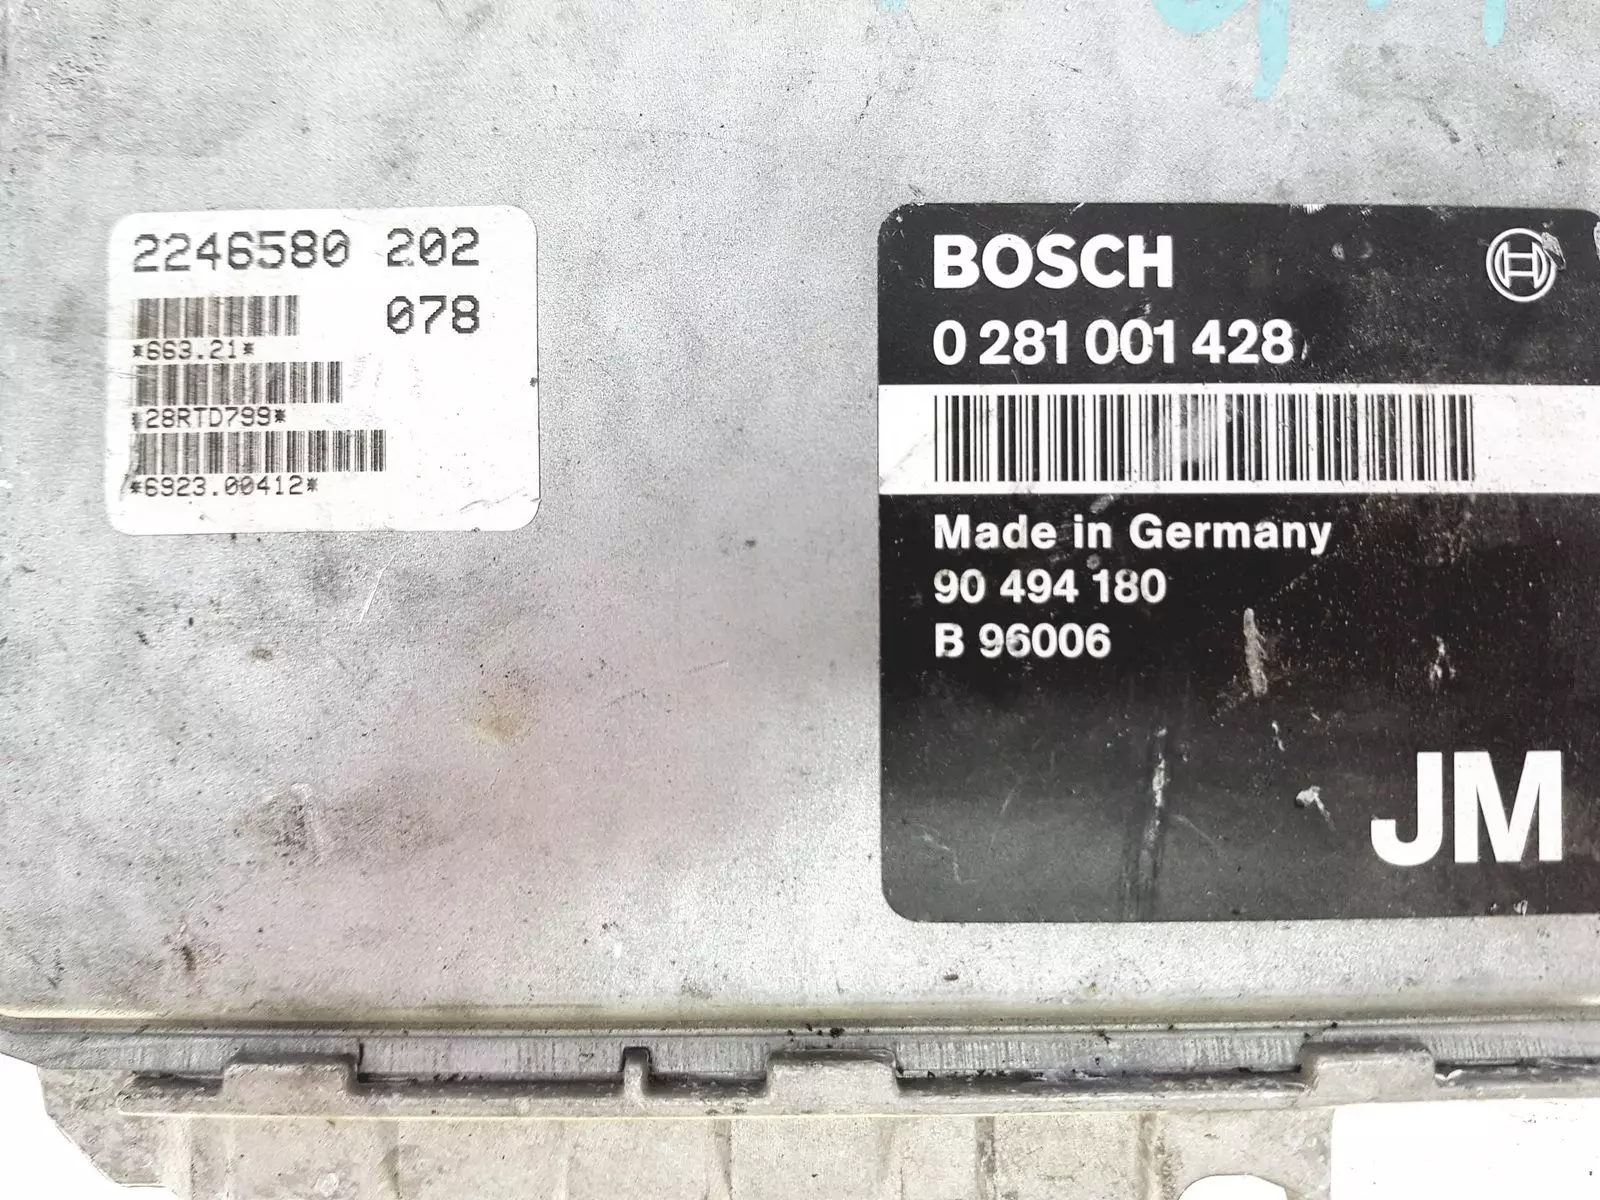 2246580 202
078
*663.21*
*28RTD799*
*6923.00412*
BOSCH
0 281 001 428
Made in Germany
90 494 180
B 96006
JM